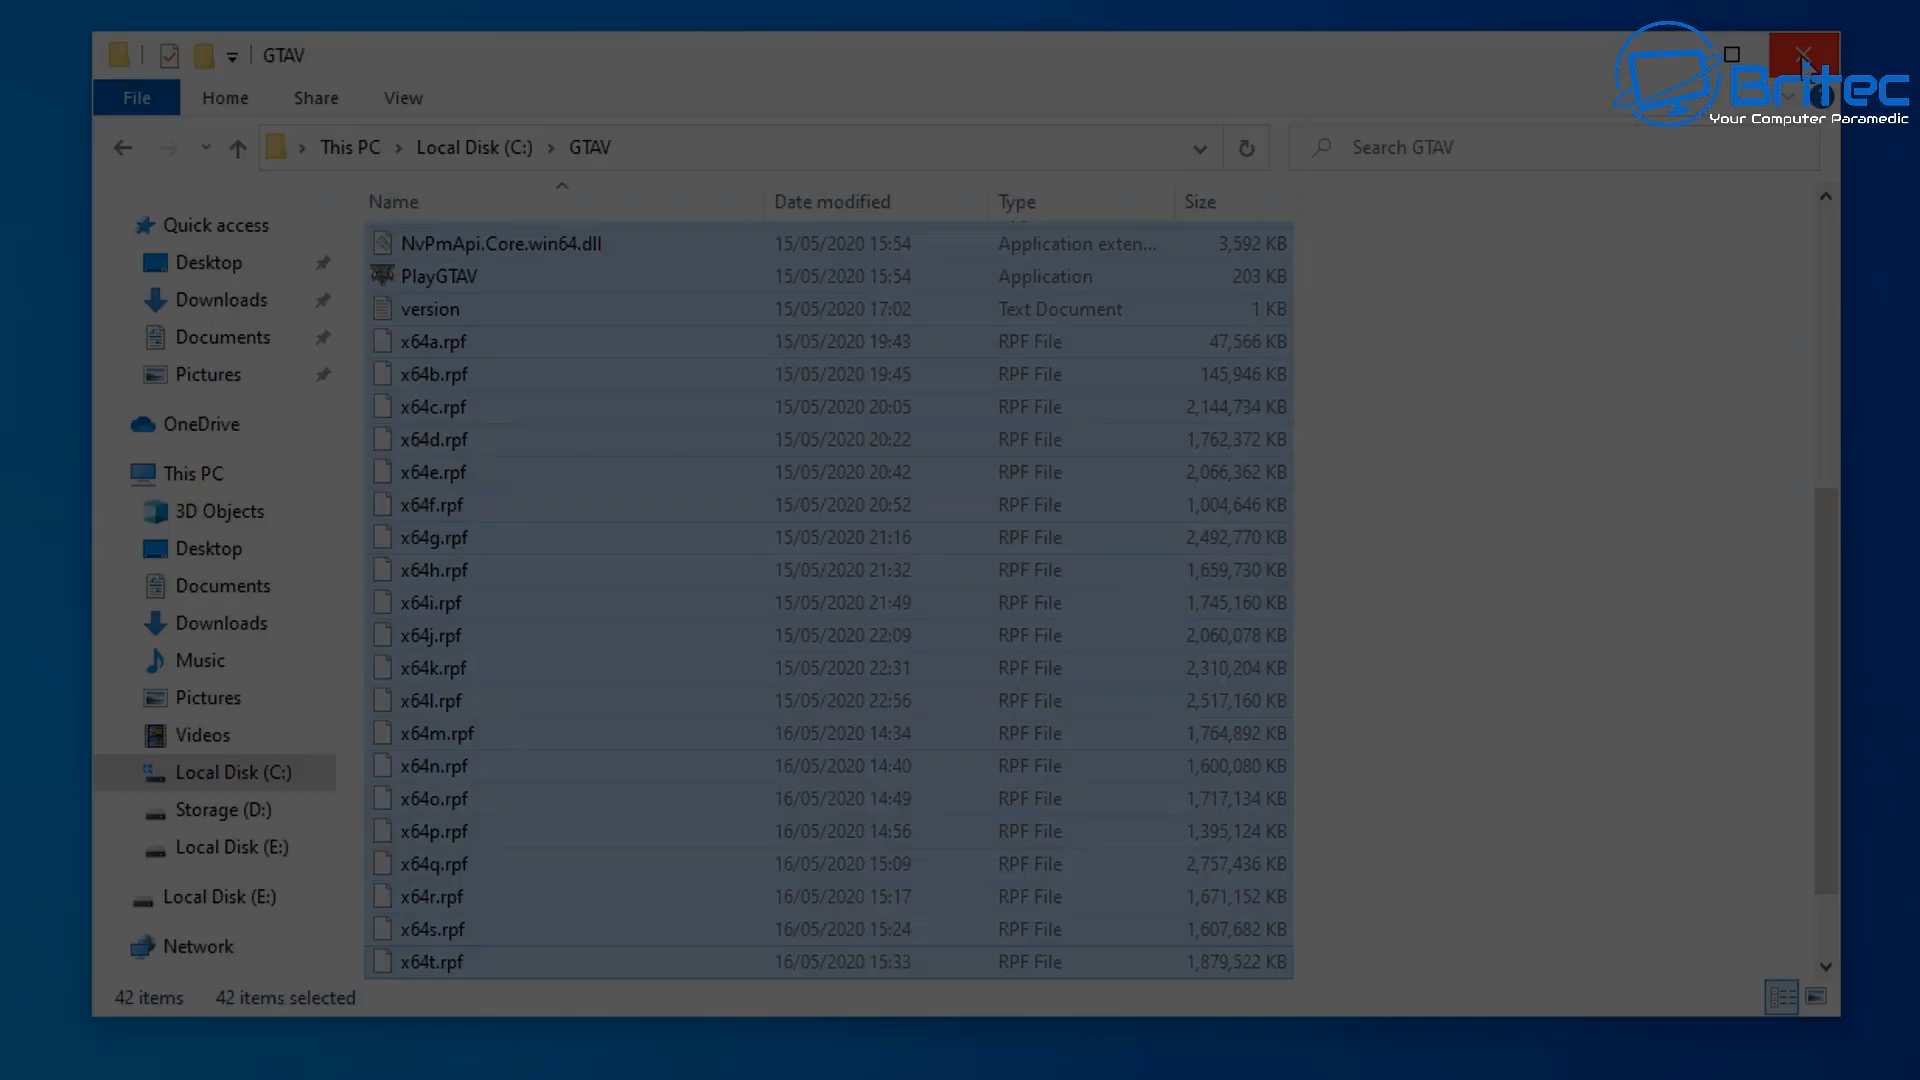 GTAV
Britec
Your Computer Paramedic
File Home Share View
This PC Local Disk (C:) GTAV
Search GTAV
Name Date modified Type Size
Quick access
Desktop
Downloads
Documents
Pictures
OneDrive
This PC
3D Objects
Desktop
Documents
Downloads
Music
Pictures
Videos
Local Disk (C:)
Storage (D:)
Local Disk (E:)
Local Disk (E:)
Network
NvPmApi.Core.win64.dll 15/05/2020 15:54 Application exten... 3,592 KB
PlayGTAV 15/05/2020 15:54 Application 203 KB
version 15/05/2020 17:02 Text Document 1 KB
x64a.rpf 15/05/2020 19:43 RPF File 47,566 KB
x64b.rpf 15/05/2020 19:45 RPF File 145,946 KB
x64c.rpf 15/05/2020 20:05 RPF File 2,144,734 KB
x64d.rpf 15/05/2020 20:22 RPF File 1,762,372 KB
x64e.rpf 15/05/2020 20:42 RPF File 2,066,362 KB
x64f.rpf 15/05/2020 20:52 RPF File 1,004,646 KB
x64g.rpf 15/05/2020 21:16 RPF File 2,492,770 KB
x64h.rpf 15/05/2020 21:32 RPF File 1,659,730 KB
x64i.rpf 15/05/2020 21:49 RPF File 1,745,160 KB
x64j.rpf 15/05/2020 22:09 RPF File 2,060,078 KB
x64k.rpf 15/05/2020 22:31 RPF File 2,310,204 KB
x64l.rpf 15/05/2020 22:56 RPF File 2,517,160 KB
x64m.rpf 16/05/2020 14:34 RPF File 1,764,892 KB
x64n.rpf 16/05/2020 14:40 RPF File 1,600,080 KB
x64o.rpf 16/05/2020 14:49 RPF File 1,717,134 KB
x64p.rpf 16/05/2020 14:56 RPF File 1,395,124 KB
x64q.rpf 16/05/2020 15:09 RPF File 2,757,436 KB
x64r.rpf 16/05/2020 15:17 RPF File 1,671,152 KB
x64s.rpf 16/05/2020 15:24 RPF File 1,607,682 KB
x64t.rpf 16/05/2020 15:33 RPF File 1,879,522 KB
42 items 42 items selected